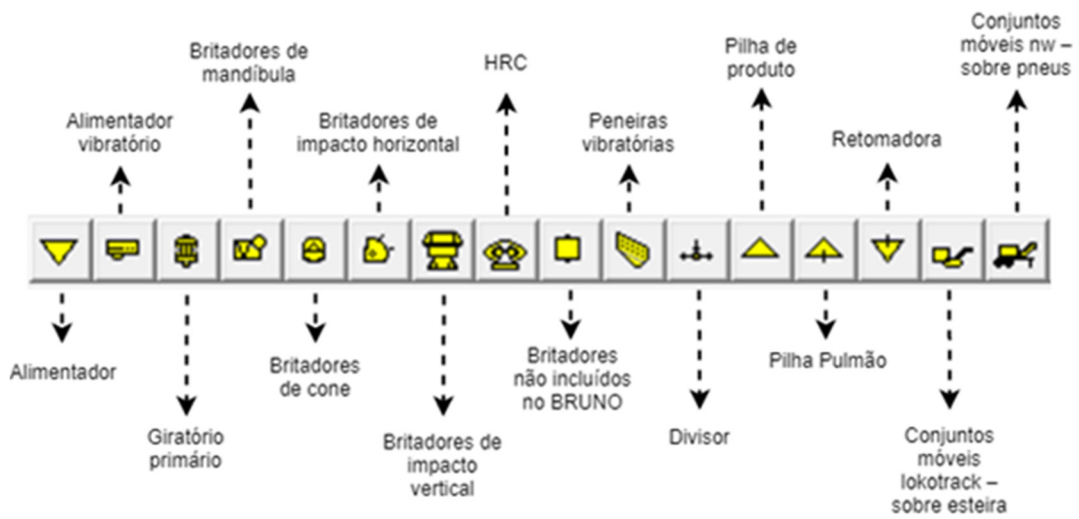 Conjuntos
móveis nw –
sobre pneus
Britadores de
mandíbula
HRC
Pilha de
produto
Alimentador
vibratório
Britadores de
impacto horizontal
Peneiras
vibratórias
Retomadora
Alimentador
Britadores
de cone
Britadores
não incluídos
no BRUNO
Pilha Pulmão
Giratório
primário
Britadores de
impacto
vertical
Divisor
Conjuntos
móveis
lokotrack –
sobre esteira